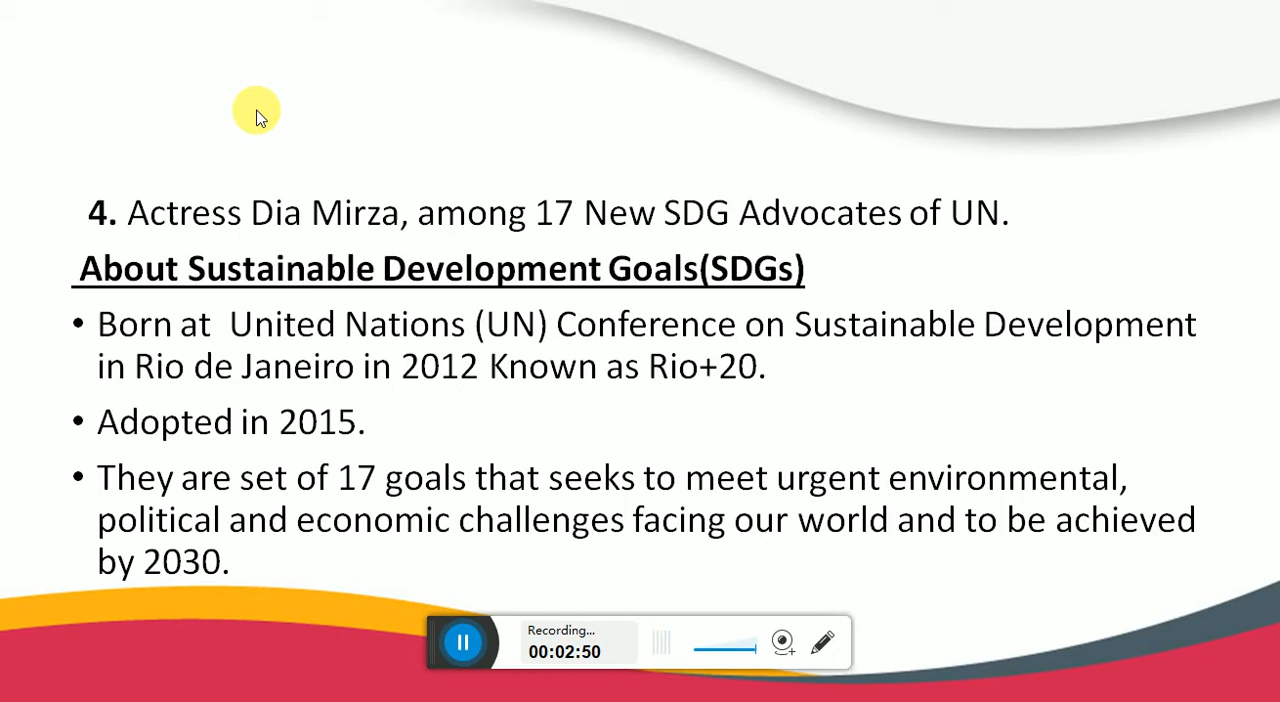 4. Actress Dia Mirza, among 17 New SDG Advocates of UN.
About Sustainable Development Goals(SDGs)
• Born at United Nations (UN) Conference on Sustainable Development
in Rio de Janeiro in 2012 Known as Rio+20.
• Adopted in 2015.
• They are set of 17 goals that seeks to meet urgent environmental,
political and economic challenges facing our world and to be achieved
by 2030.
Recording...
00:02:50